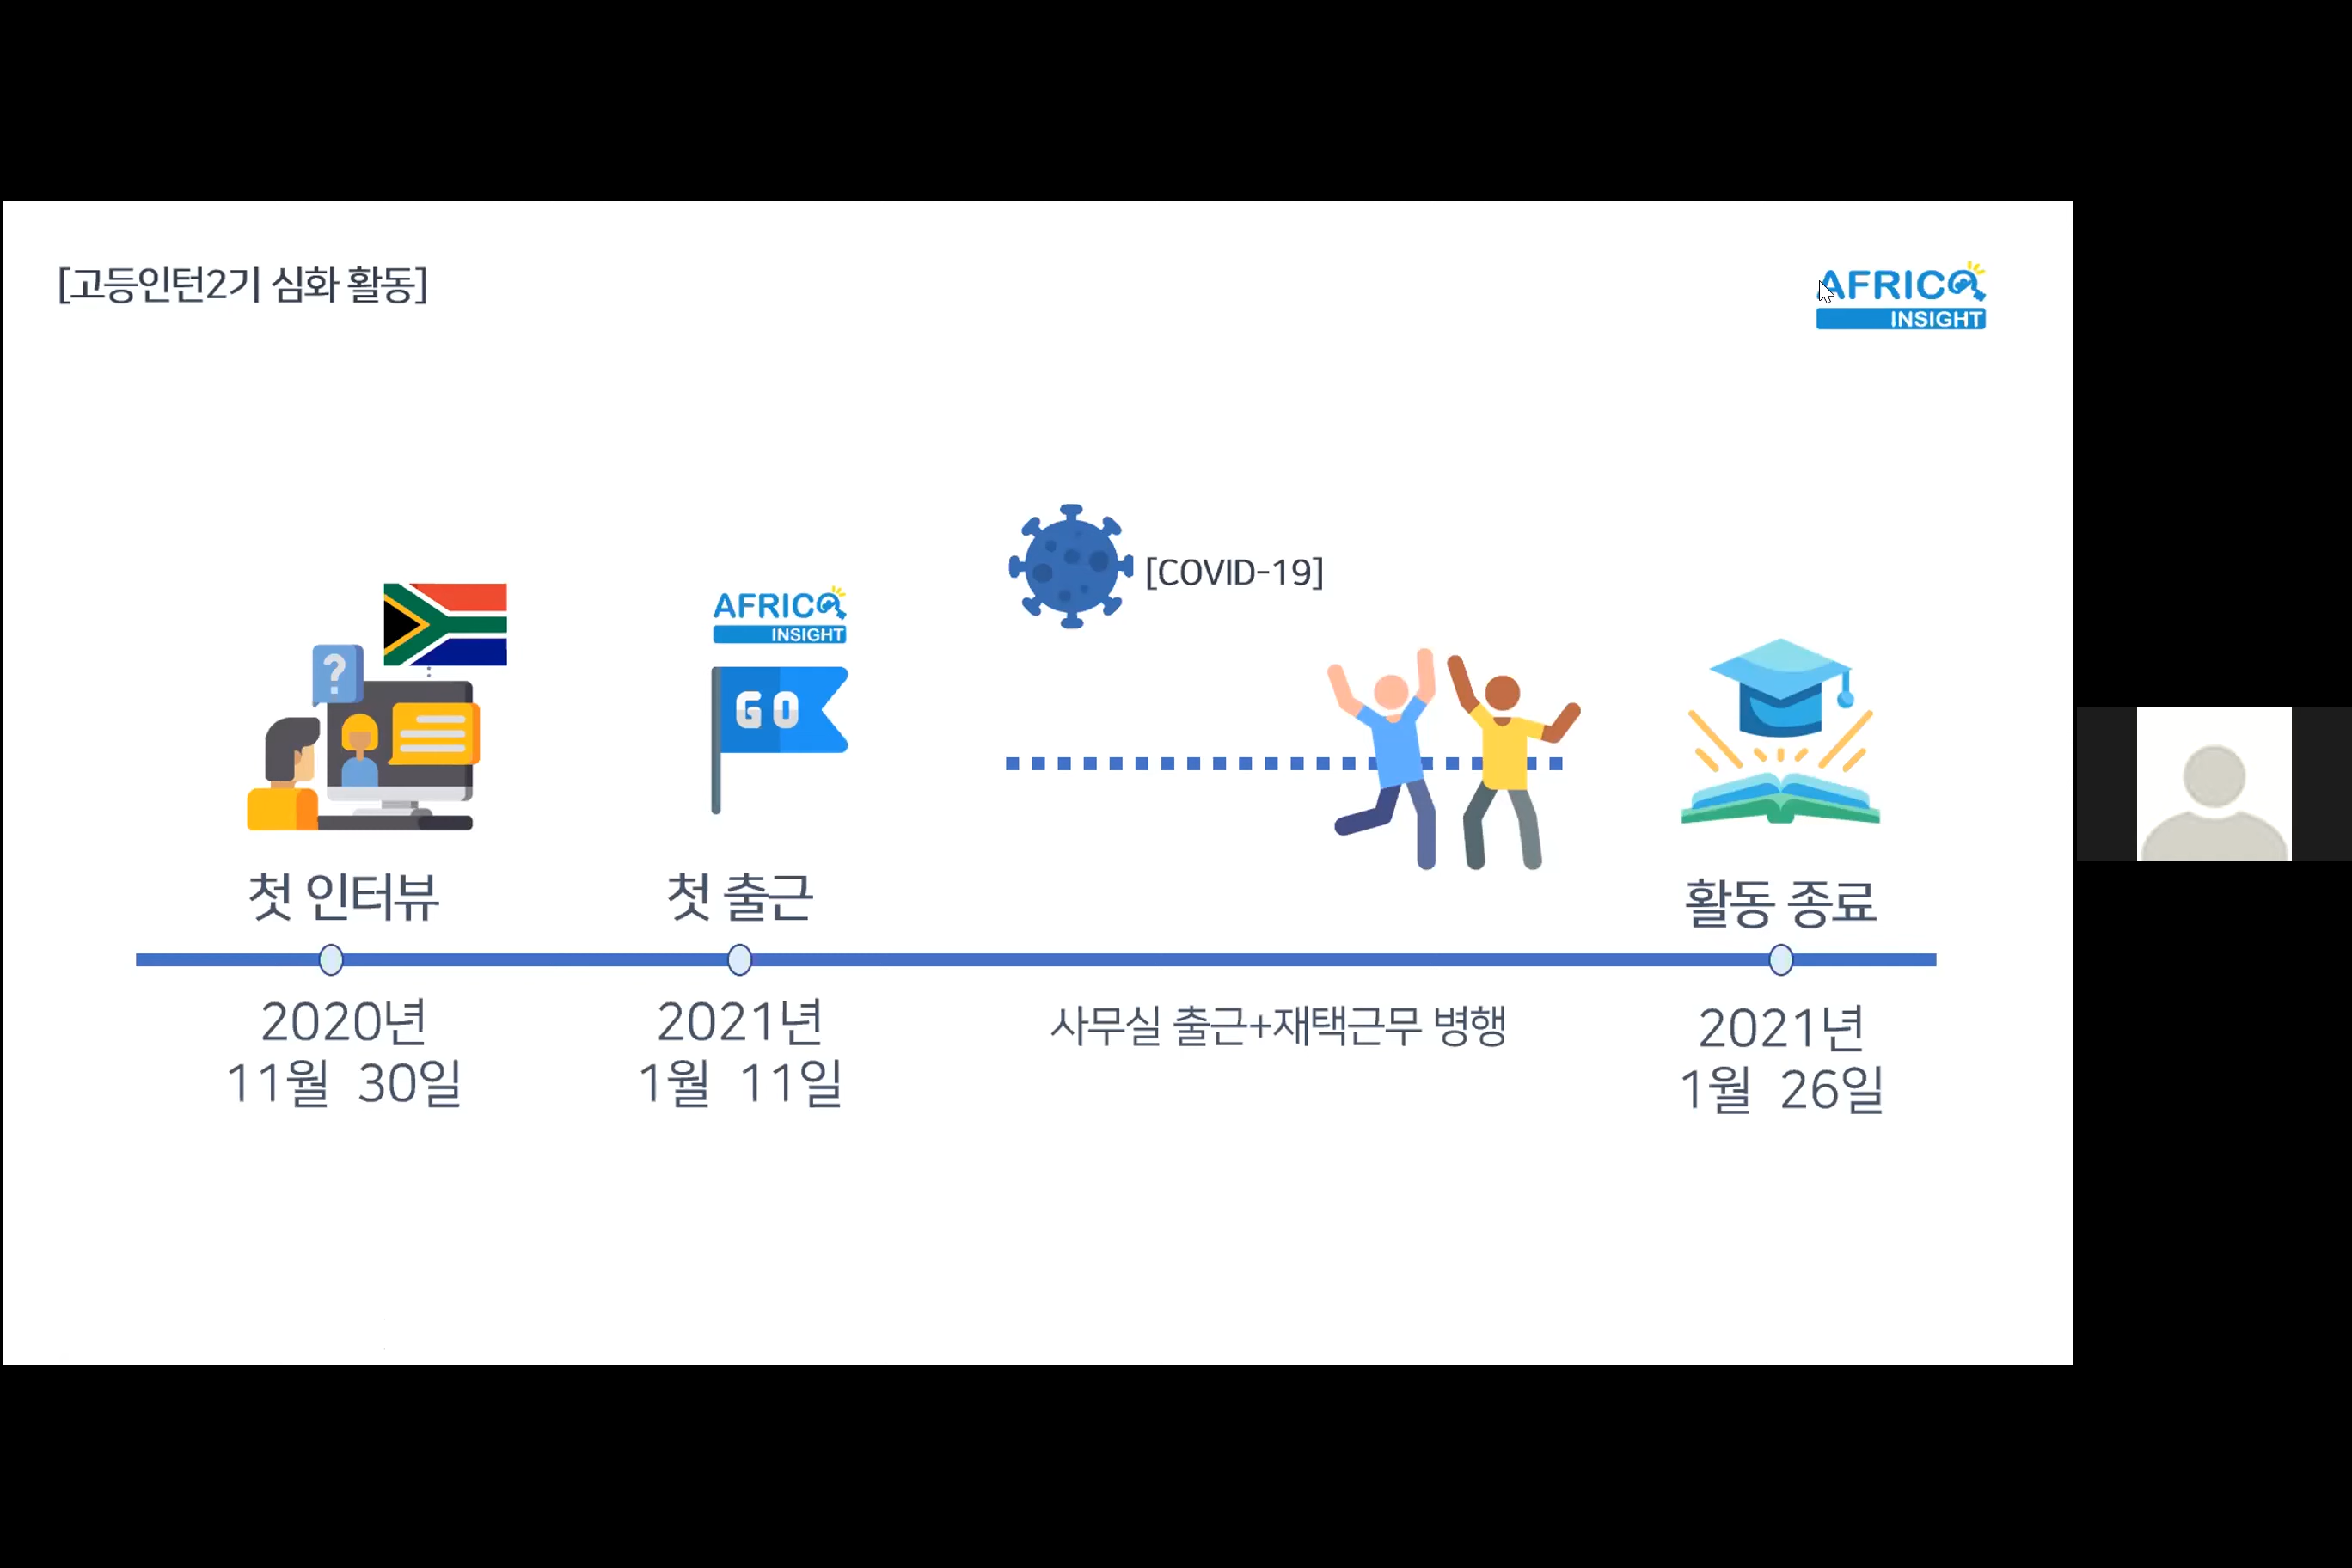 [고등인턴2기 심화 활동]
AFRICA
INSIGHT
[COVID-19]
AFRICA
INSIGHT
?
GO
첫 인터뷰
첫 출근
활동 종료
2020년
11월 30일
2021년
1월 11일
사무실 출근+재택근무 병행
2021년
1월 26일